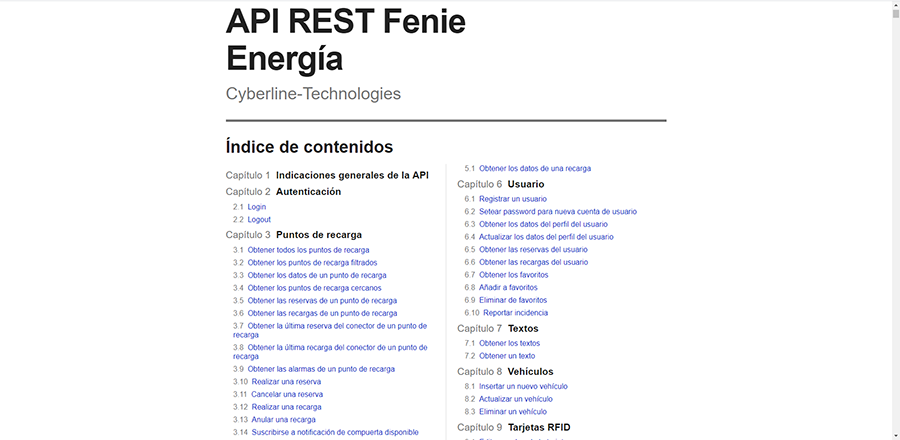 API REST Fenie
Energía
Cyberline-Technologies
Índice de contenidos
Capítulo 1 Indicaciones generales de la API
Capítulo 2 Autenticación
2.1 Login
2.2 Logout
Capítulo 3 Puntos de recarga
3.1 Obtener todos los puntos de recarga
3.2 Obtener los puntos de recarga filtrados
3.3 Obtener los datos de un punto de recarga
3.4 Obtener los puntos de recarga cercanos
3.5 Obtener las reservas de un punto de recarga
3.6 Obtener las recargas de un punto de recarga
3.7 Obtener la última reserva del conector de un punto de
recarga
3.8 Obtener la última recarga del conector de un punto de
recarga
3.9 Obtener las alarmas de un punto de recarga
3.10 Realizar una reserva
3.11 Cancelar una reserva
3.12 Realizar una recarga
3.13 Anular una recarga
3.14 Suscribirse a notificación de compuerta disponible
5.1 Obtener los datos de una recarga
Capítulo 6 Usuario
6.1 Registrar un usuario
6.2 Setear password para nueva cuenta de usuario
6.3 Obtener los datos del perfil del usuario
6.4 Actualizar los datos del perfil del usuario
6.5 Obtener las reservas del usuario
6.6 Obtener las recargas del usuario
6.7 Obtener los favoritos
6.8 Añadir a favoritos
6.9 Eliminar de favoritos
6.10 Reportar incidencia
Capítulo 7 Textos
7.1 Obtener los textos
7.2 Obtener un texto
Capítulo 8 Vehículos
8.1 Insertar un nuevo vehículo
8.2 Actualizar un vehículo
8.3 Eliminar un vehículo
Capítulo 9 Tarjetas RFID